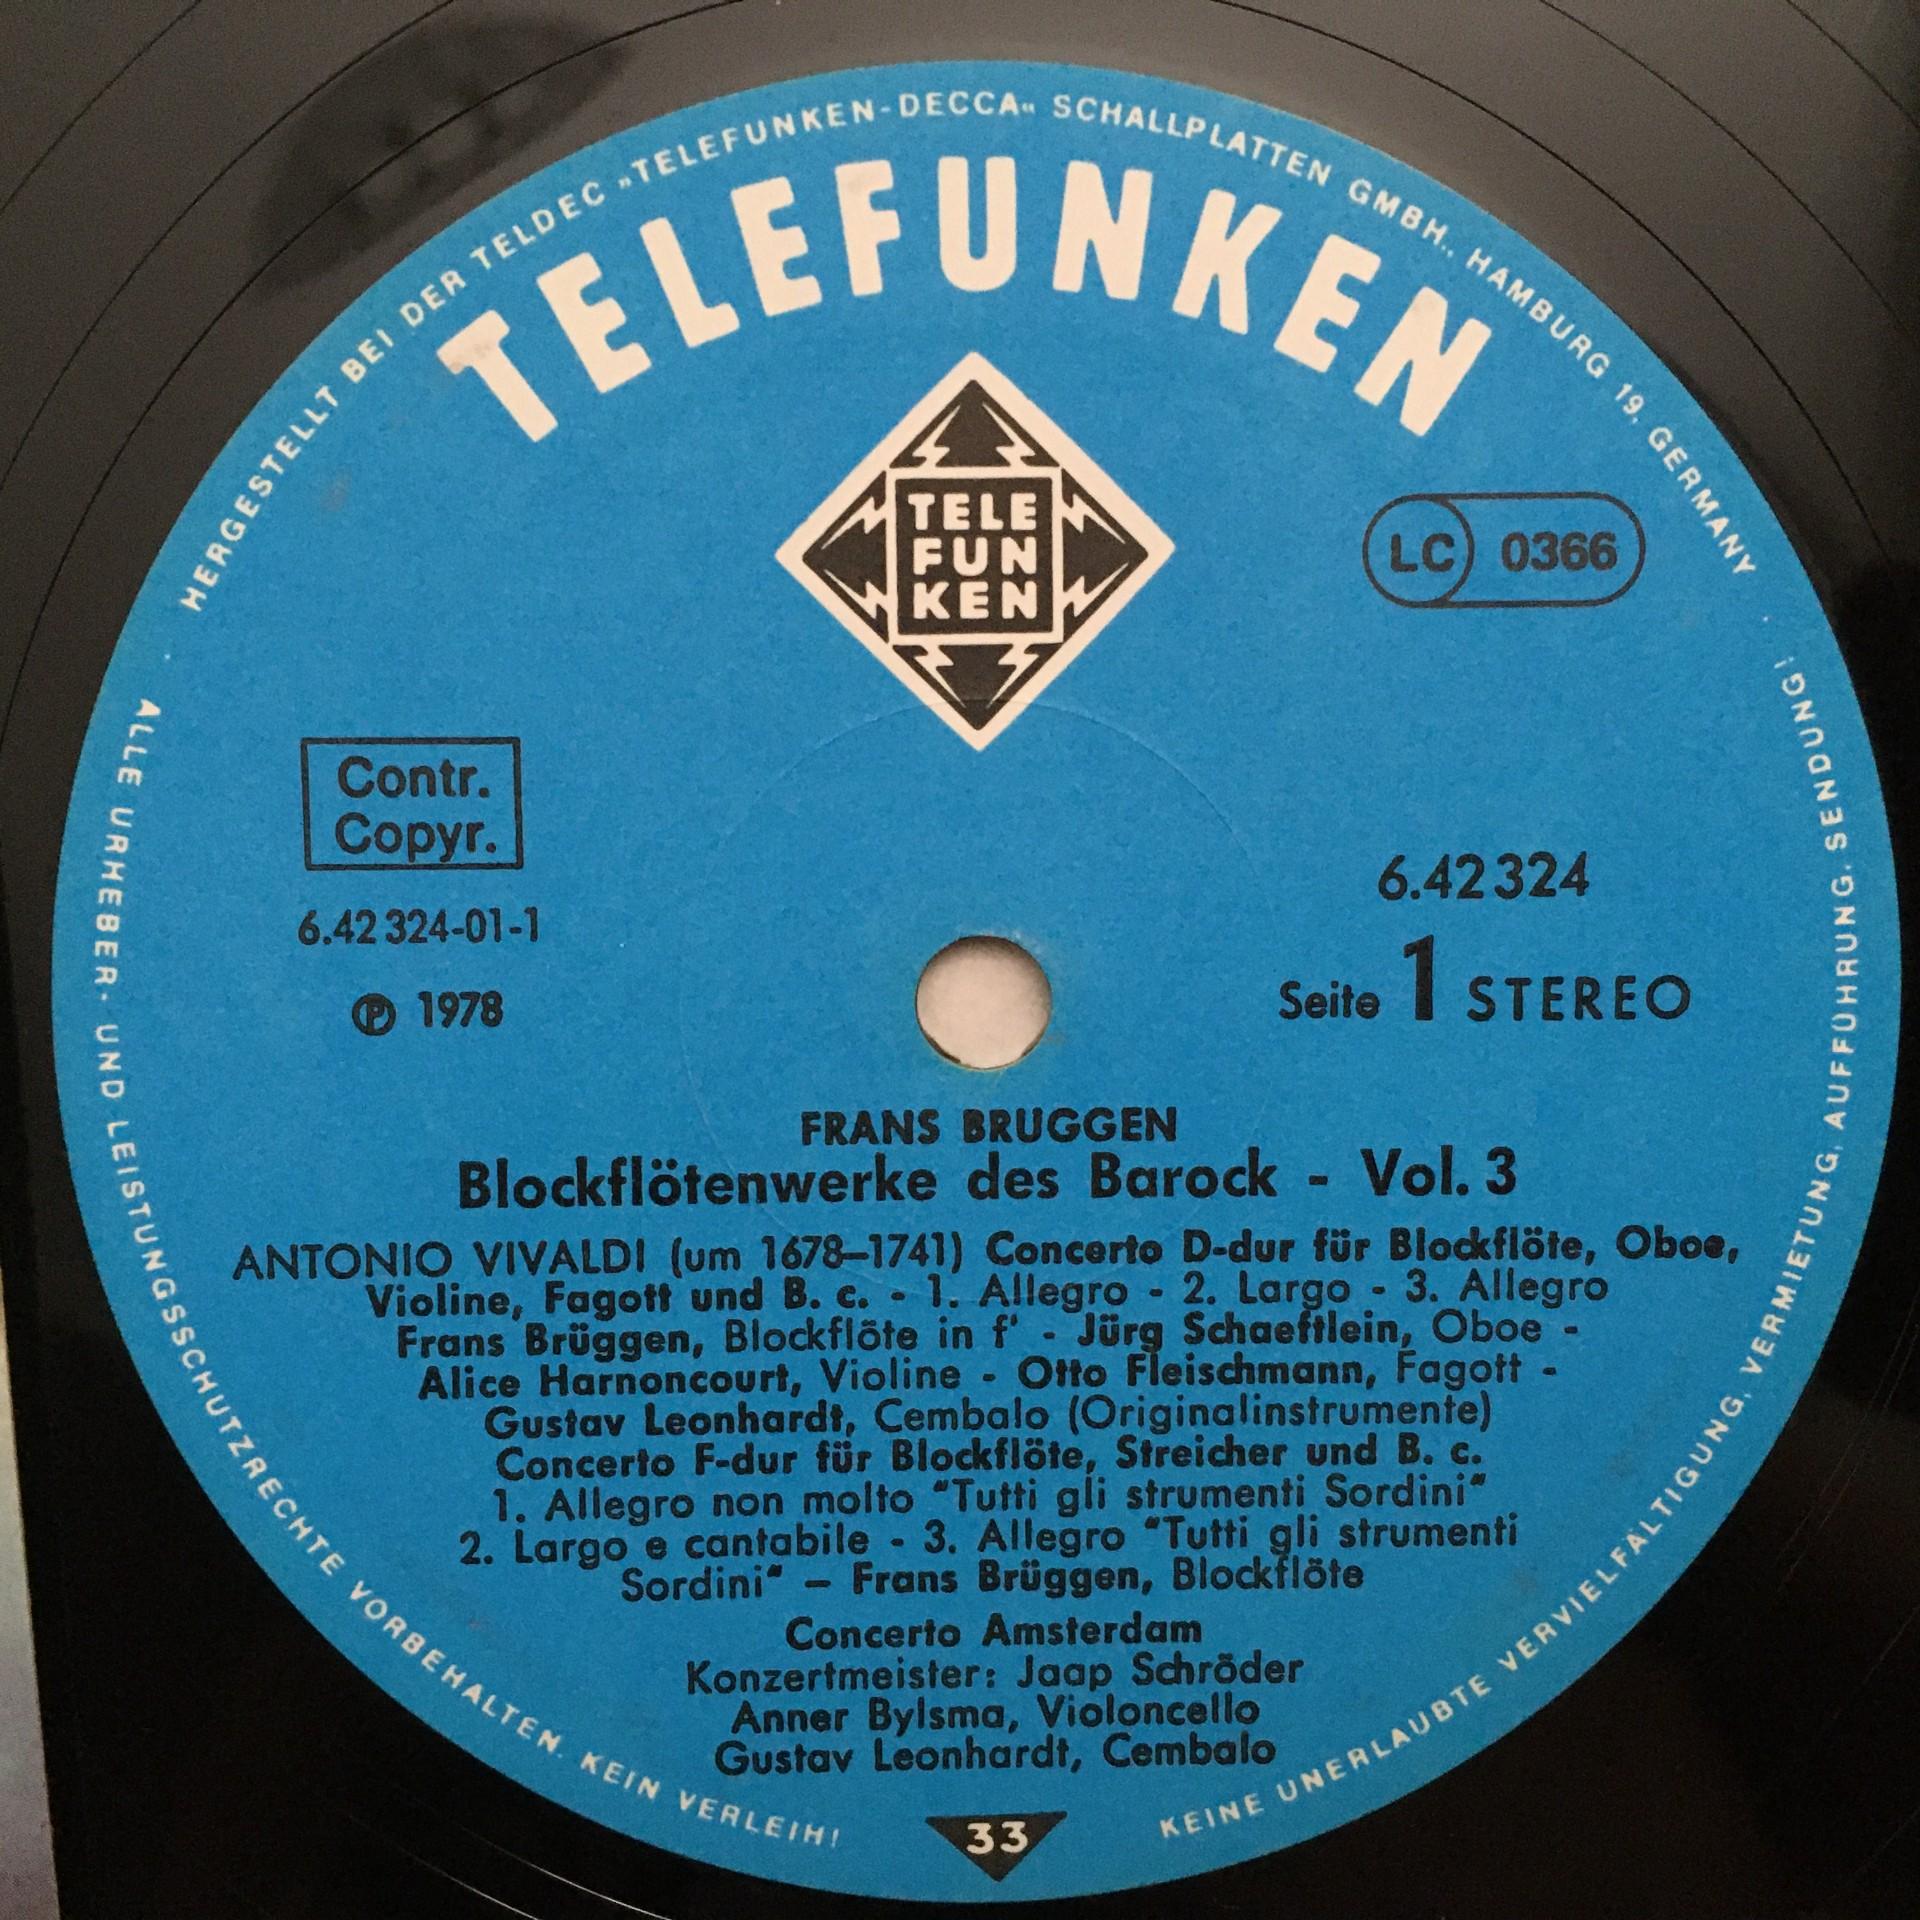 HERGESTELLT BEI DER TELDEC »TELEFUNKEN-DECCA« SCHALLPLATTEN GMBH., HAMBURG 19, GERMANY
TELEFUNKEN
TELE
FUN
KEN
LC 0366
Contr.
Copyr.
6.42324-01-1
℗ 1978
6.42324
Seite 1 STEREO
FRANS BRUGGEN
Blockflötenwerke des Barock - Vol. 3
ANTONIO VIVALDI (um 1678–1741) Concerto D-dur für Blockflöte, Oboe,
Violine, Fagott und B. c. - 1. Allegro - 2. Largo - 3. Allegro
Frans Brüggen, Blockflöte in f' - Jürg Schaeftlein, Oboe -
Alice Harnoncourt, Violine - Otto Fleischmann, Fagott -
Gustav Leonhardt, Cembalo (Originalinstrumente)
Concerto F-dur für Blockflöte, Streicher und B. c.
1. Allegro non molto "Tutti gli strumenti Sordini"
2. Largo e cantabile - 3. Allegro "Tutti gli strumenti
Sordini" – Frans Brüggen, Blockflöte
Concerto Amsterdam
Konzertmeister: Jaap Schröder
Anner Bylsma, Violoncello
Gustav Leonhardt, Cembalo
33
ALLE URHEBER- UND LEISTUNGSSCHUTZRECHTE VORBEHALTEN. KEIN VERLEIH!
KEINE UNERLAUBTE VERVIELFÄLTIGUNG, VERMIETUNG, AUFFÜHRUNG, SENDUNG!